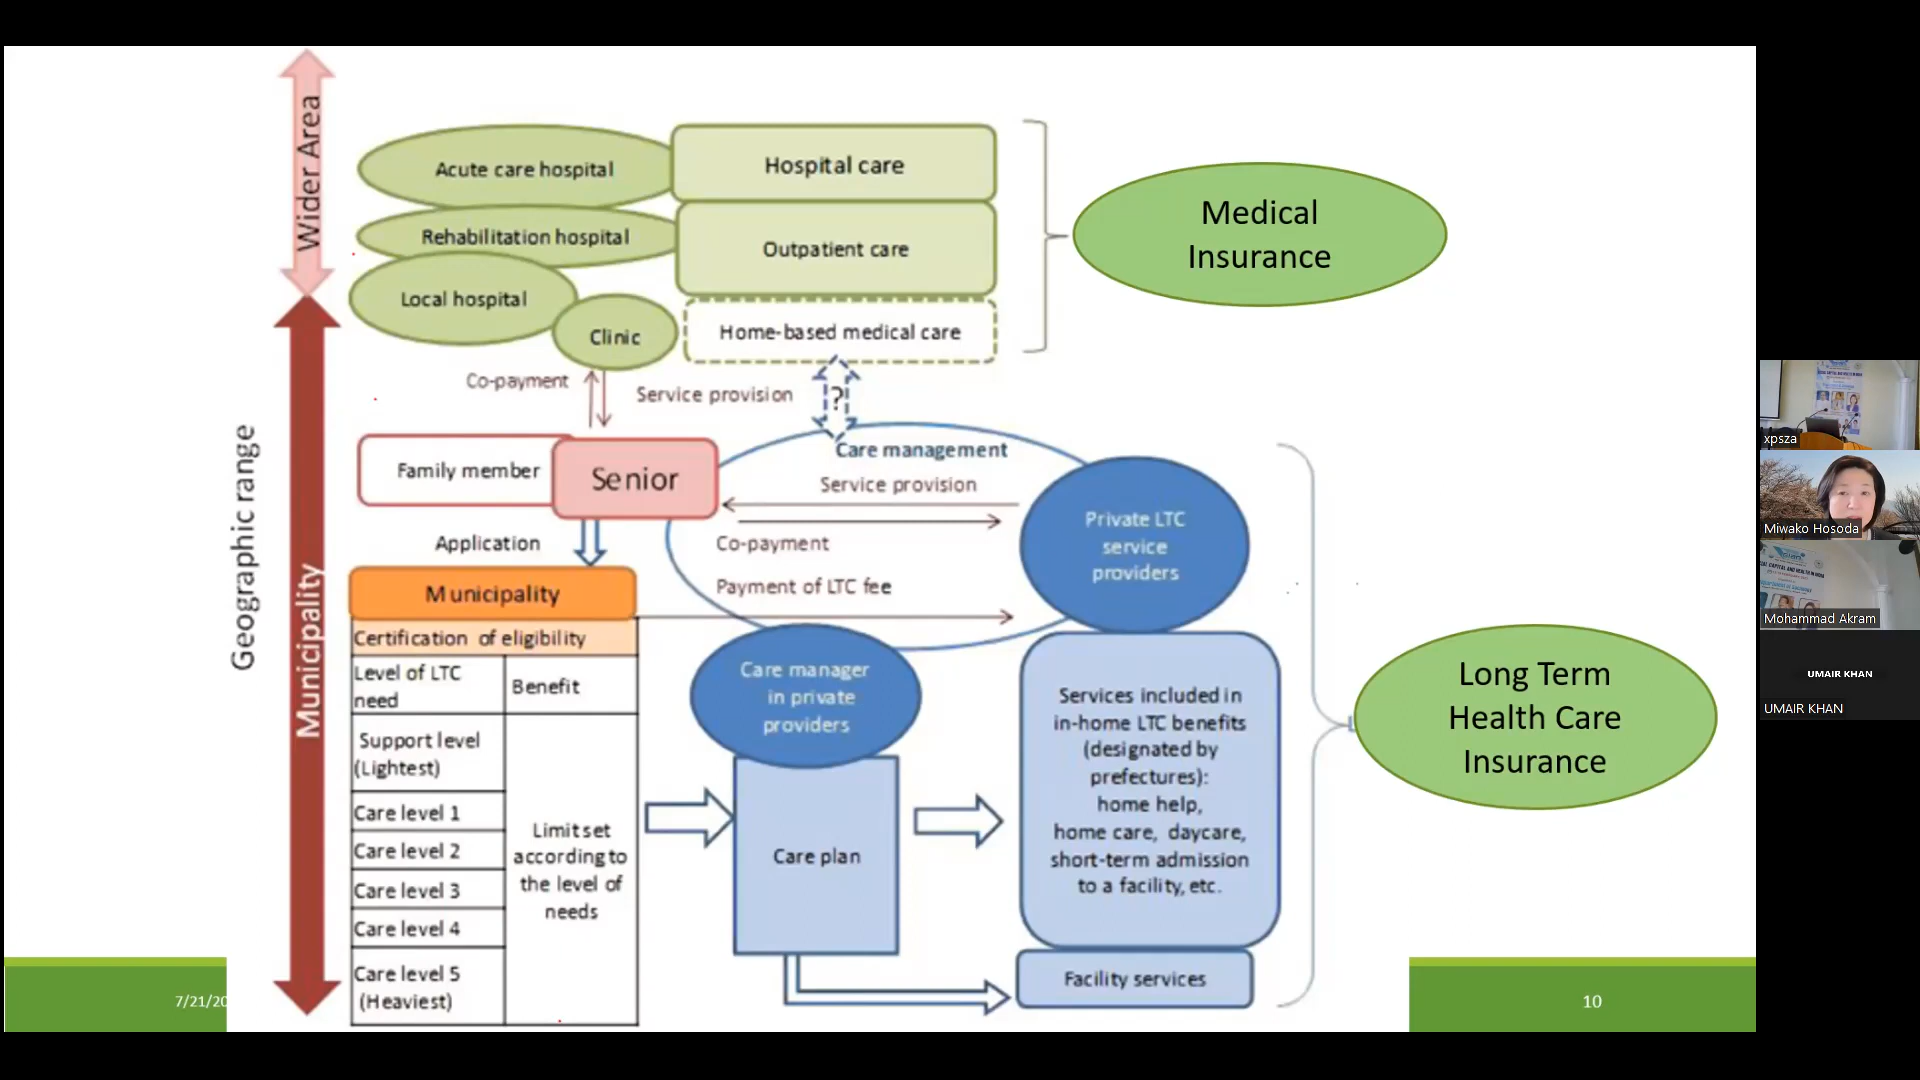 Wider Area
Geographic range
Municipality
Acute care hospital
Rehabilitation hospital
Local hospital
Clinic
Hospital care
Outpatient care
Home-based medical care
Medical
Insurance
Co-payment
Service provision
?
Family member
Senior
Care management
Service provision
Co-payment
Payment of LTC fee
Private LTC
service
providers
Application
Municipality
Certification of eligibility
Level of LTC
need
Benefit
Support level
(Lightest)
Care level 1
Care level 2
Care level 3
Care level 4
Care level 5
(Heaviest)
Limit set
according to
the level of
needs
Care manager
in private
providers
Care plan
Services included in
in-home LTC benefits
(designated by
prefectures):
home help,
home care, daycare,
short-term admission
to a facility, etc.
Facility services
Long Term
Health Care
Insurance
7/21/20
10
xpsza
Miwako Hosoda
Mohammad Akram
UMAIR KHAN
UMAIR KHAN